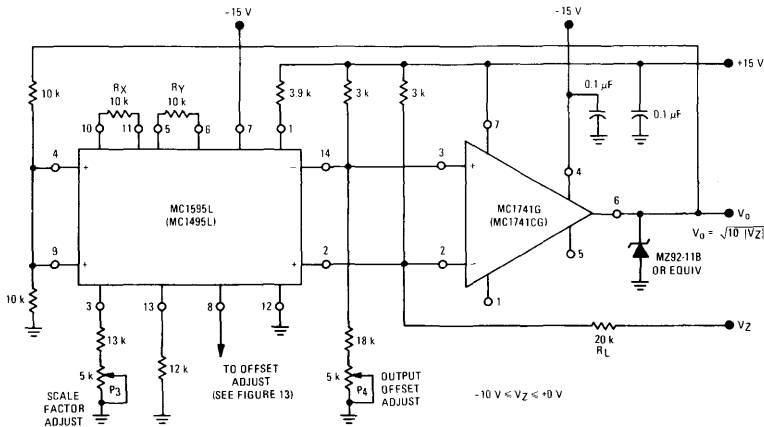 -15 V
-15 V
+15 V
10 k
RX
10 k
RY
10 k
3.9 k
3 k
3 k
0.1 µF
0.1 µF
10
11
5
6
7
1
7
4
+
-
14
3
+
4
MC1595L
(MC1495L)
MC1741G
(MC1741CG)
6
V0
V0 = √10 |VZ|
9
+
+
2
2
-
5
MZ92-11B
OR EQUIV
10 k
3
13
8
12
1
VZ
13 k
12 k
18 k
20 k
RL
5 k
P3
SCALE
FACTOR
ADJUST
TO OFFSET
ADJUST
(SEE FIGURE 13)
5 k
P4
OUTPUT
OFFSET
ADJUST
-10 V ≤ VZ ≤ +0 V